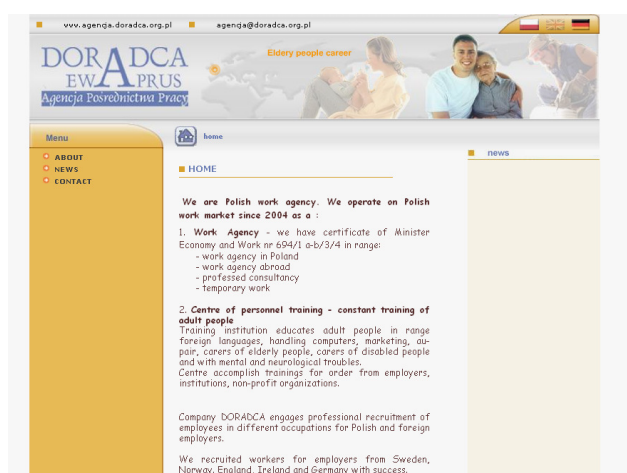 www.agencja.doradca.org.pl agencja@doradca.org.pl
DORADCA
EWA PRUS
Agencja Pośrednictwa Pracy
Eldery people career
Menu
home
ABOUT
NEWS
CONTACT
HOME
news
We are Polish work agency. We operate on Polish
work market since 2004 as a :
1. Work Agency - we have certificate of Minister
Economy and Work nr 694/1 a-b/3/4 in range:
- work agency in Poland
- work agency abroad
- professed consultancy
- temporary work
2. Centre of personnel training - constant training of
adult people
Training institution educates adult people in range
foreign languages, handling computers, marketing, au-
pair, carers of elderly people, carers of disabled people
and with mental and neurological troubles.
Centre accomplish trainings for order from employers,
institutions, non-profit organizations.
Company DORADCA engages professional recruitment of
employees in different occupations for Polish and foreign
employers.
We recruited workers for employers from Sweden,
Norway, England, Ireland and Germany with success.